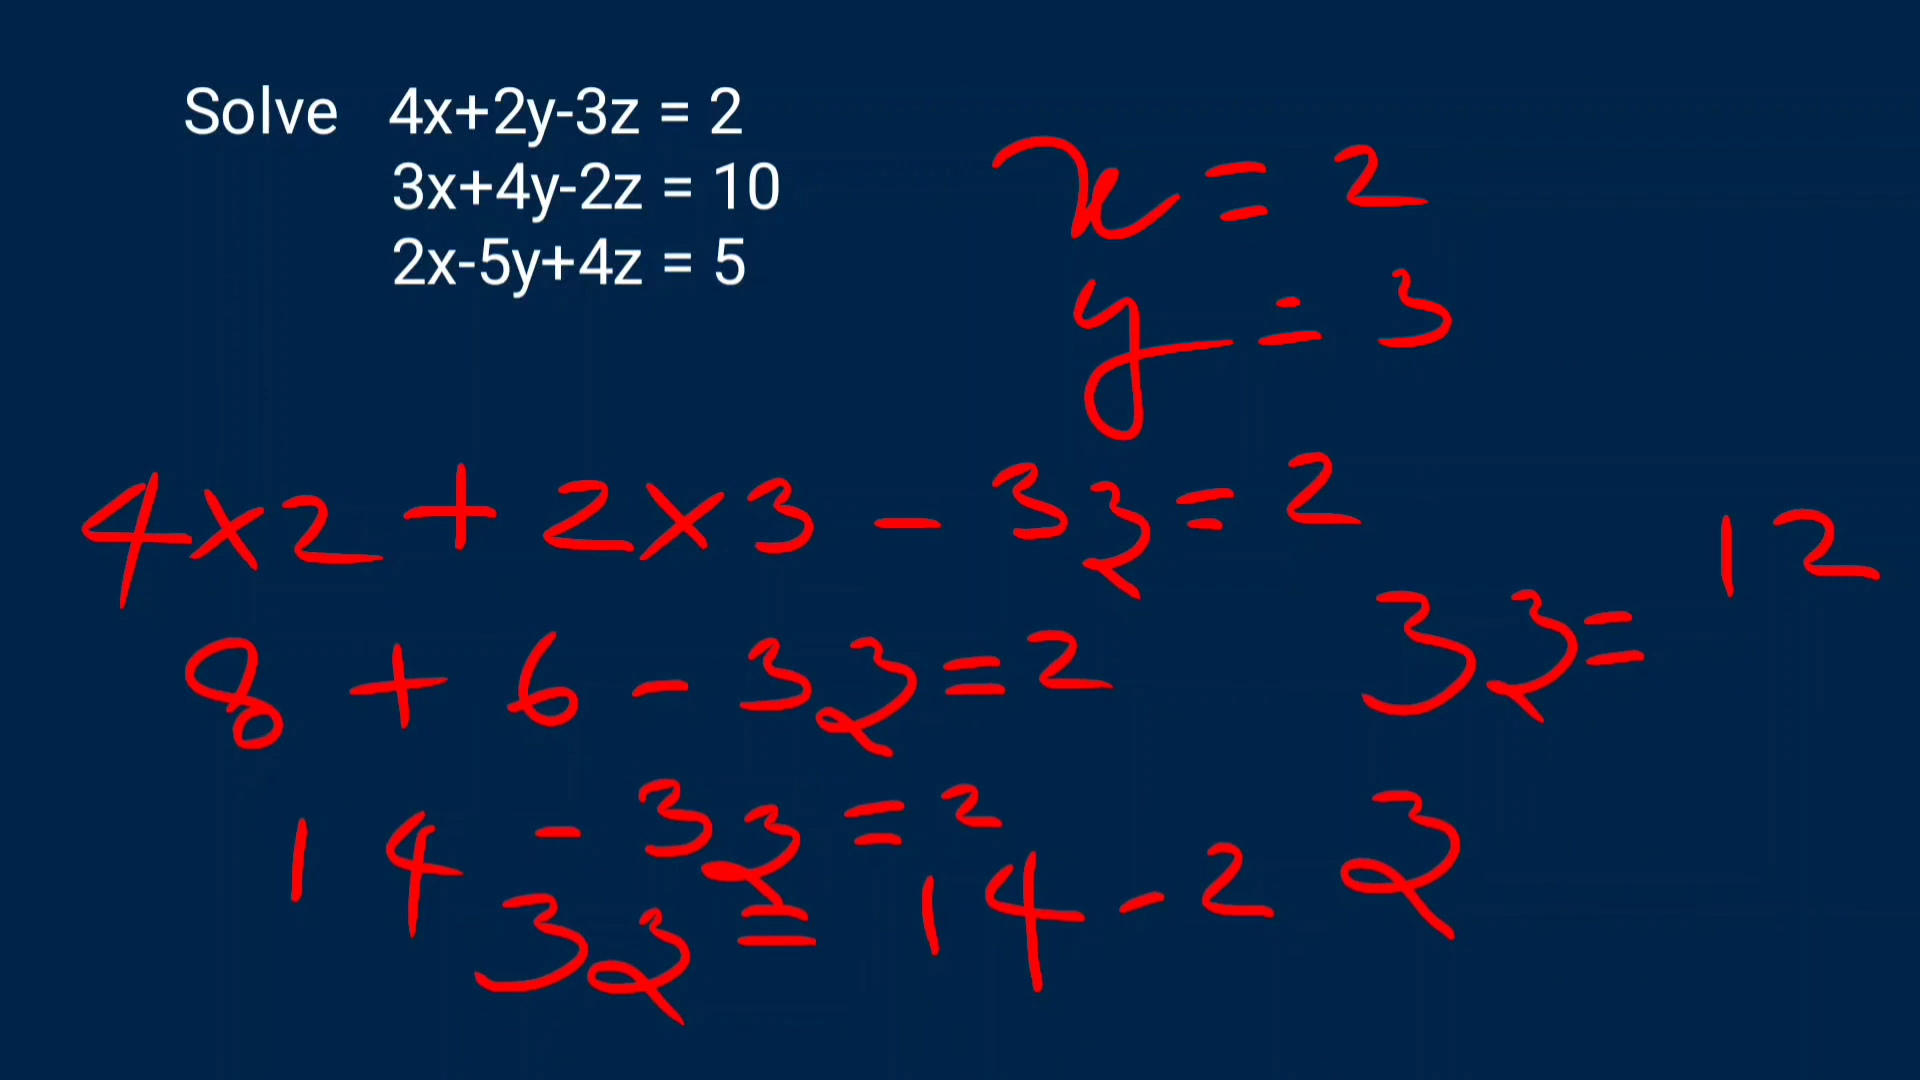 Solve 4x+2y-3z = 2
3x+4y-2z = 10
2x-5y+4z = 5
x = 2
y = 3
4×2 + 2×3 - 3z = 2
8 + 6 - 3z = 2
14 - 3z = 2
3z = 14 - 2
3z = 12
z